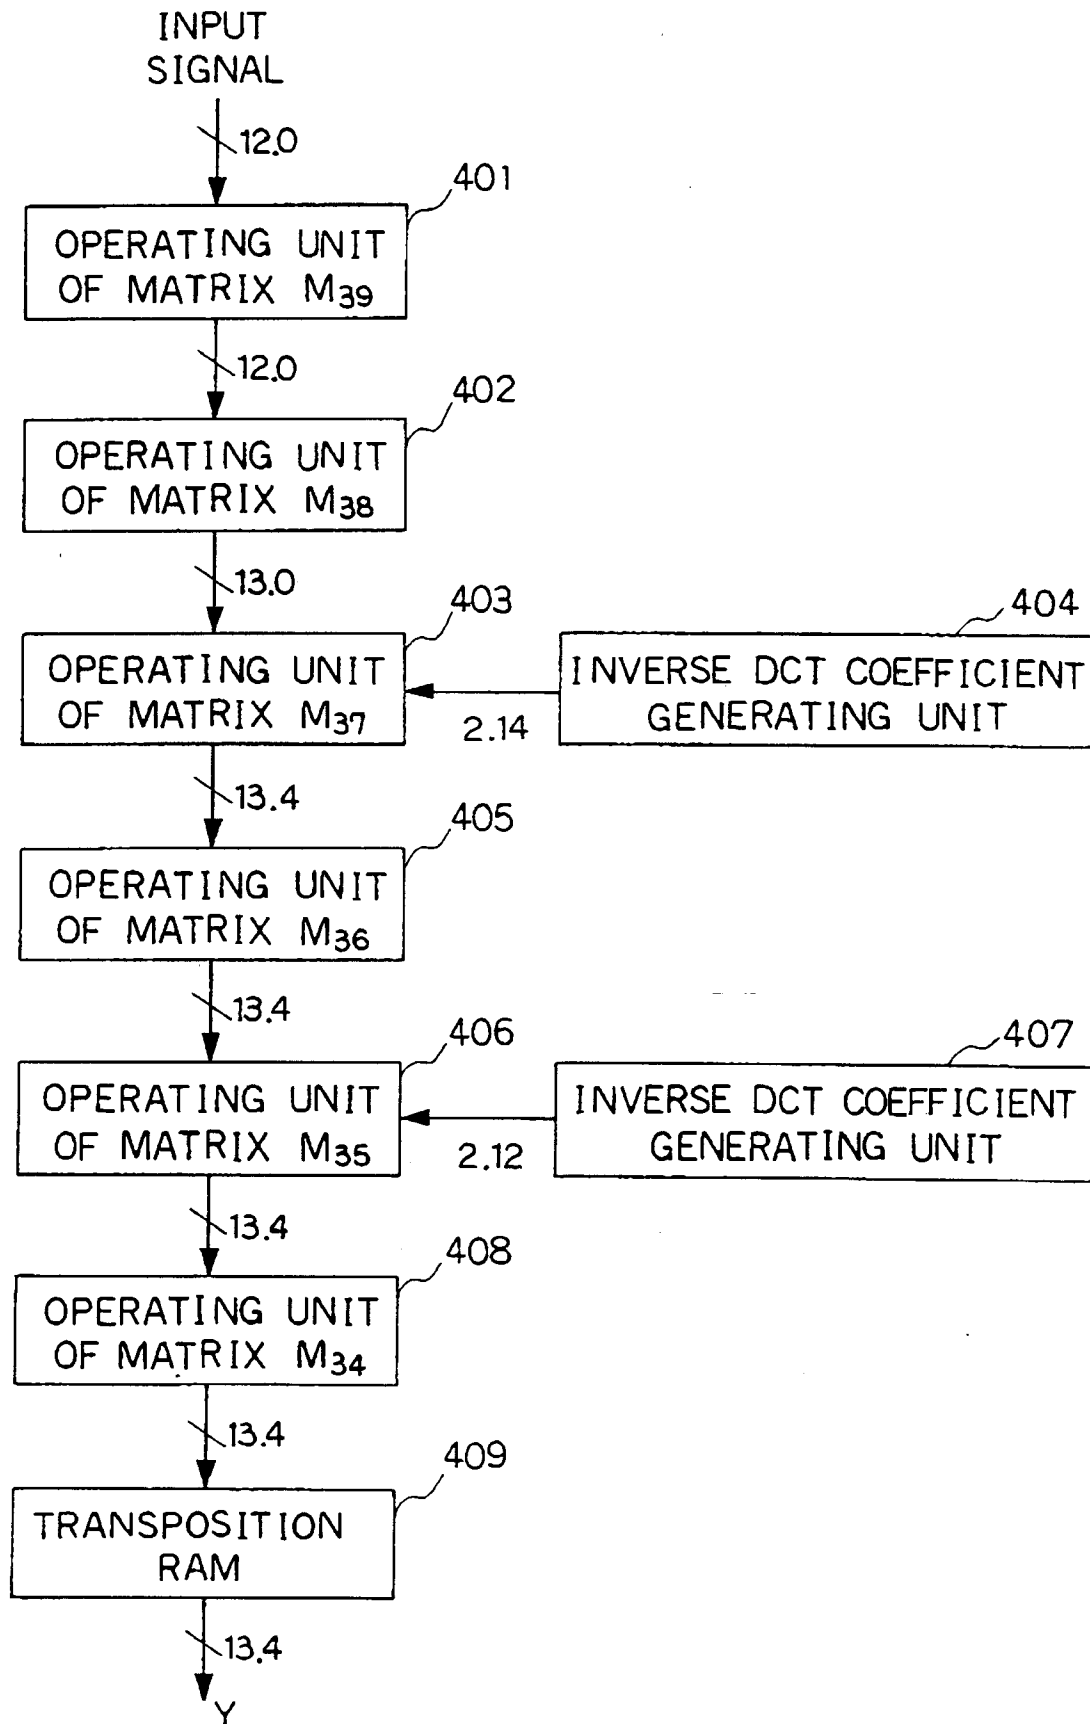 INPUT
SIGNAL
12.0
401
OPERATING UNIT
OF MATRIX M39
12.0
402
OPERATING UNIT
OF MATRIX M38
13.0
403
OPERATING UNIT
OF MATRIX M37
404
INVERSE DCT COEFFICIENT
GENERATING UNIT
2.14
13.4
405
OPERATING UNIT
OF MATRIX M36
13.4
406
OPERATING UNIT
OF MATRIX M35
407
INVERSE DCT COEFFICIENT
GENERATING UNIT
2.12
13.4
408
OPERATING UNIT
OF MATRIX M34
13.4
409
TRANSPOSITION
RAM
13.4
Y